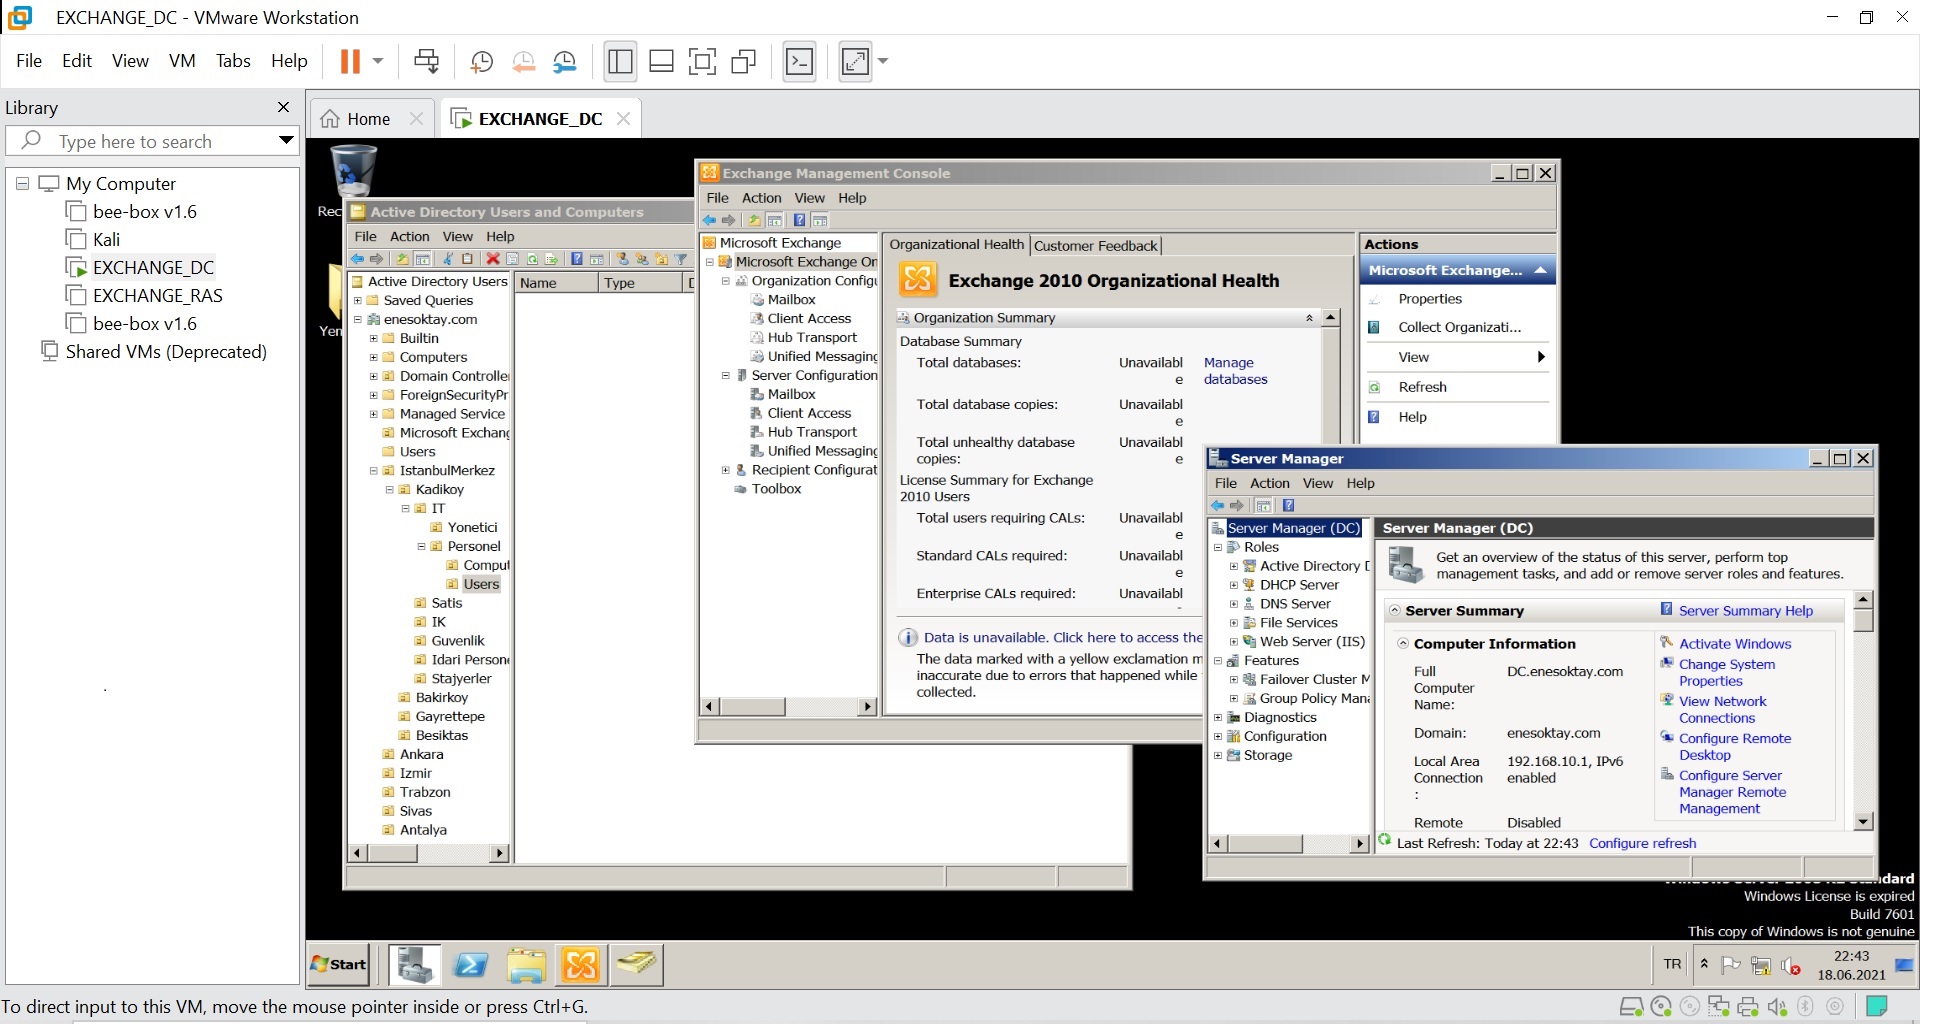 EXCHANGE_DC - VMware Workstation
File Edit View VM Tabs Help
Library
Type here to search
My Computer
bee-box v1.6
Kali
EXCHANGE_DC
EXCHANGE_RAS
bee-box v1.6
Shared VMs (Deprecated)
Home
EXCHANGE_DC
Rec
Yen
Active Directory Users and Computers
File Action View Help
Active Directory Users
Saved Queries
enesoktay.com
Builtin
Computers
Domain Controlle
ForeignSecurityPr
Managed Service
Microsoft Exchang
Users
IstanbulMerkez
Kadikoy
IT
Yonetici
Personel
Comput
Users
Satis
IK
Guvenlik
Idari Persone
Stajyerler
Bakirkoy
Gayrettepe
Besiktas
Ankara
Izmir
Trabzon
Sivas
Antalya
Name Type D
Exchange Management Console
File Action View Help
Microsoft Exchange
Microsoft Exchange On
Organization Configu
Mailbox
Client Access
Hub Transport
Unified Messaging
Server Configuration
Mailbox
Client Access
Hub Transport
Unified Messaging
Recipient Configurat
Toolbox
Organizational Health Customer Feedback
Exchange 2010 Organizational Health
Organization Summary
Database Summary
Total databases: Unavailabl
e
Manage
databases
Total database copies: Unavailabl
e
Total unhealthy database
copies:
Unavailabl
e
License Summary for Exchange
2010 Users
Total users requiring CALs: Unavailabl
e
Standard CALs required: Unavailabl
e
Enterprise CALs required: Unavailabl
Data is unavailable. Click here to access the
The data marked with a yellow exclamation m
inaccurate due to errors that happened while
collected.
Actions
Microsoft Exchange...
Properties
Collect Organizati...
View
Refresh
Help
Server Manager
File Action View Help
Server Manager (DC)
Roles
Active Directory D
DHCP Server
DNS Server
File Services
Web Server (IIS)
Features
Failover Cluster M
Group Policy Mana
Diagnostics
Configuration
Storage
Server Manager (DC)
Get an overview of the status of this server, perform top
management tasks, and add or remove server roles and features.
Server Summary
Server Summary Help
Computer Information
Full
Computer
Name:
DC.enesoktay.com
Domain: enesoktay.com
Local Area
Connection
:
192.168.10.1, IPv6
enabled
Remote Disabled
Activate Windows
Change System
Properties
View Network
Connections
Configure Remote
Desktop
Configure Server
Manager Remote
Management
Last Refresh: Today at 22:43 Configure refresh
Windows License is expired
Build 7601
This copy of Windows is not genuine
Start
TR
22:43
18.06.2021
To direct input to this VM, move the mouse pointer inside or press Ctrl+G.